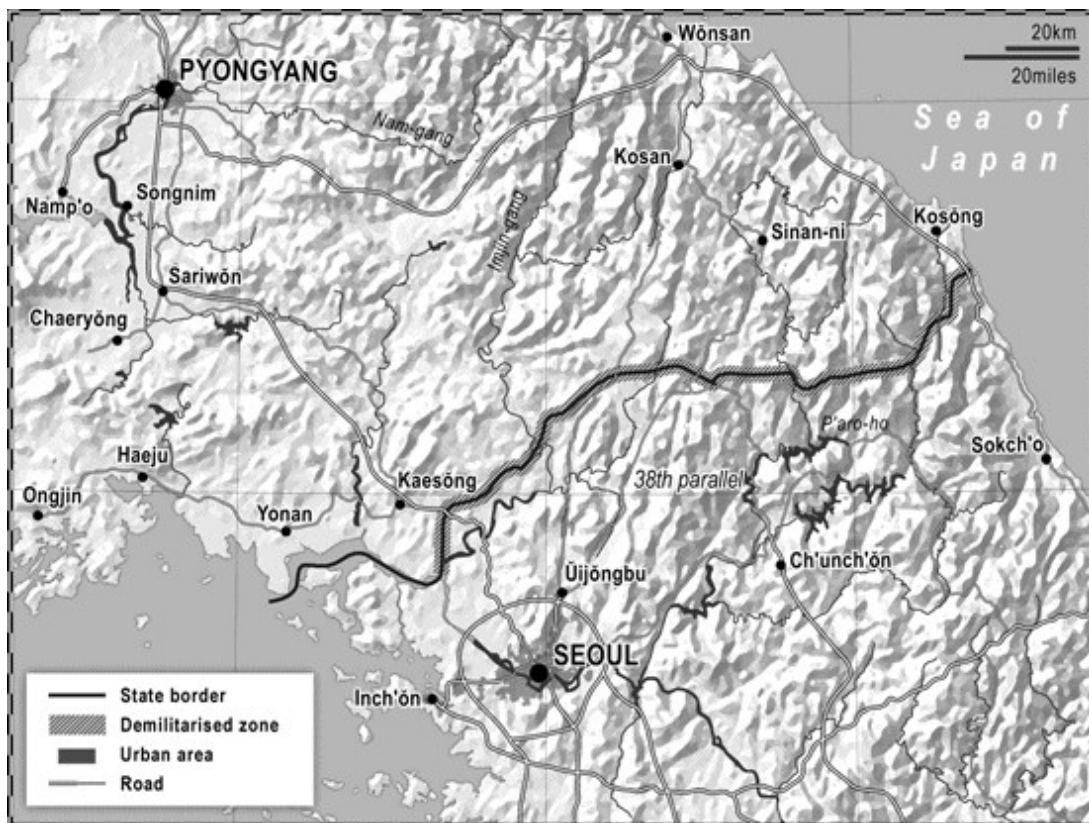 Wŏnsan
20km
20miles
PYONGYANG
Sea of
Japan
Nam-gang
Kosan
Namp'o
Songnim
Kosŏng
Sinan-ni
Imjin-gang
Sariwŏn
Chaeryŏng
P'aro-ho
Haeju
Sokch'o
Ongjin
Kaesŏng
38th parallel
Yonan
Ch'unch'ŏn
Ŭijŏngbu
SEOUL
Inch'ŏn
State border
Demilitarised zone
Urban area
Road